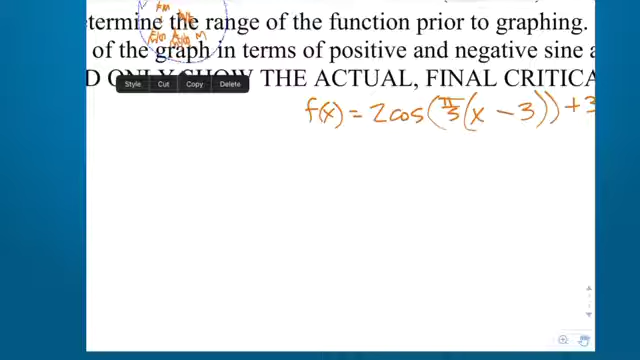 etermine the range of the function prior to graphing.
of the graph in terms of positive and negative sine a
D ONLY SHOW THE ACTUAL, FINAL CRITICA
Style Cut Copy Delete
f(x) = 2cos(π/3(x − 3)) + 3